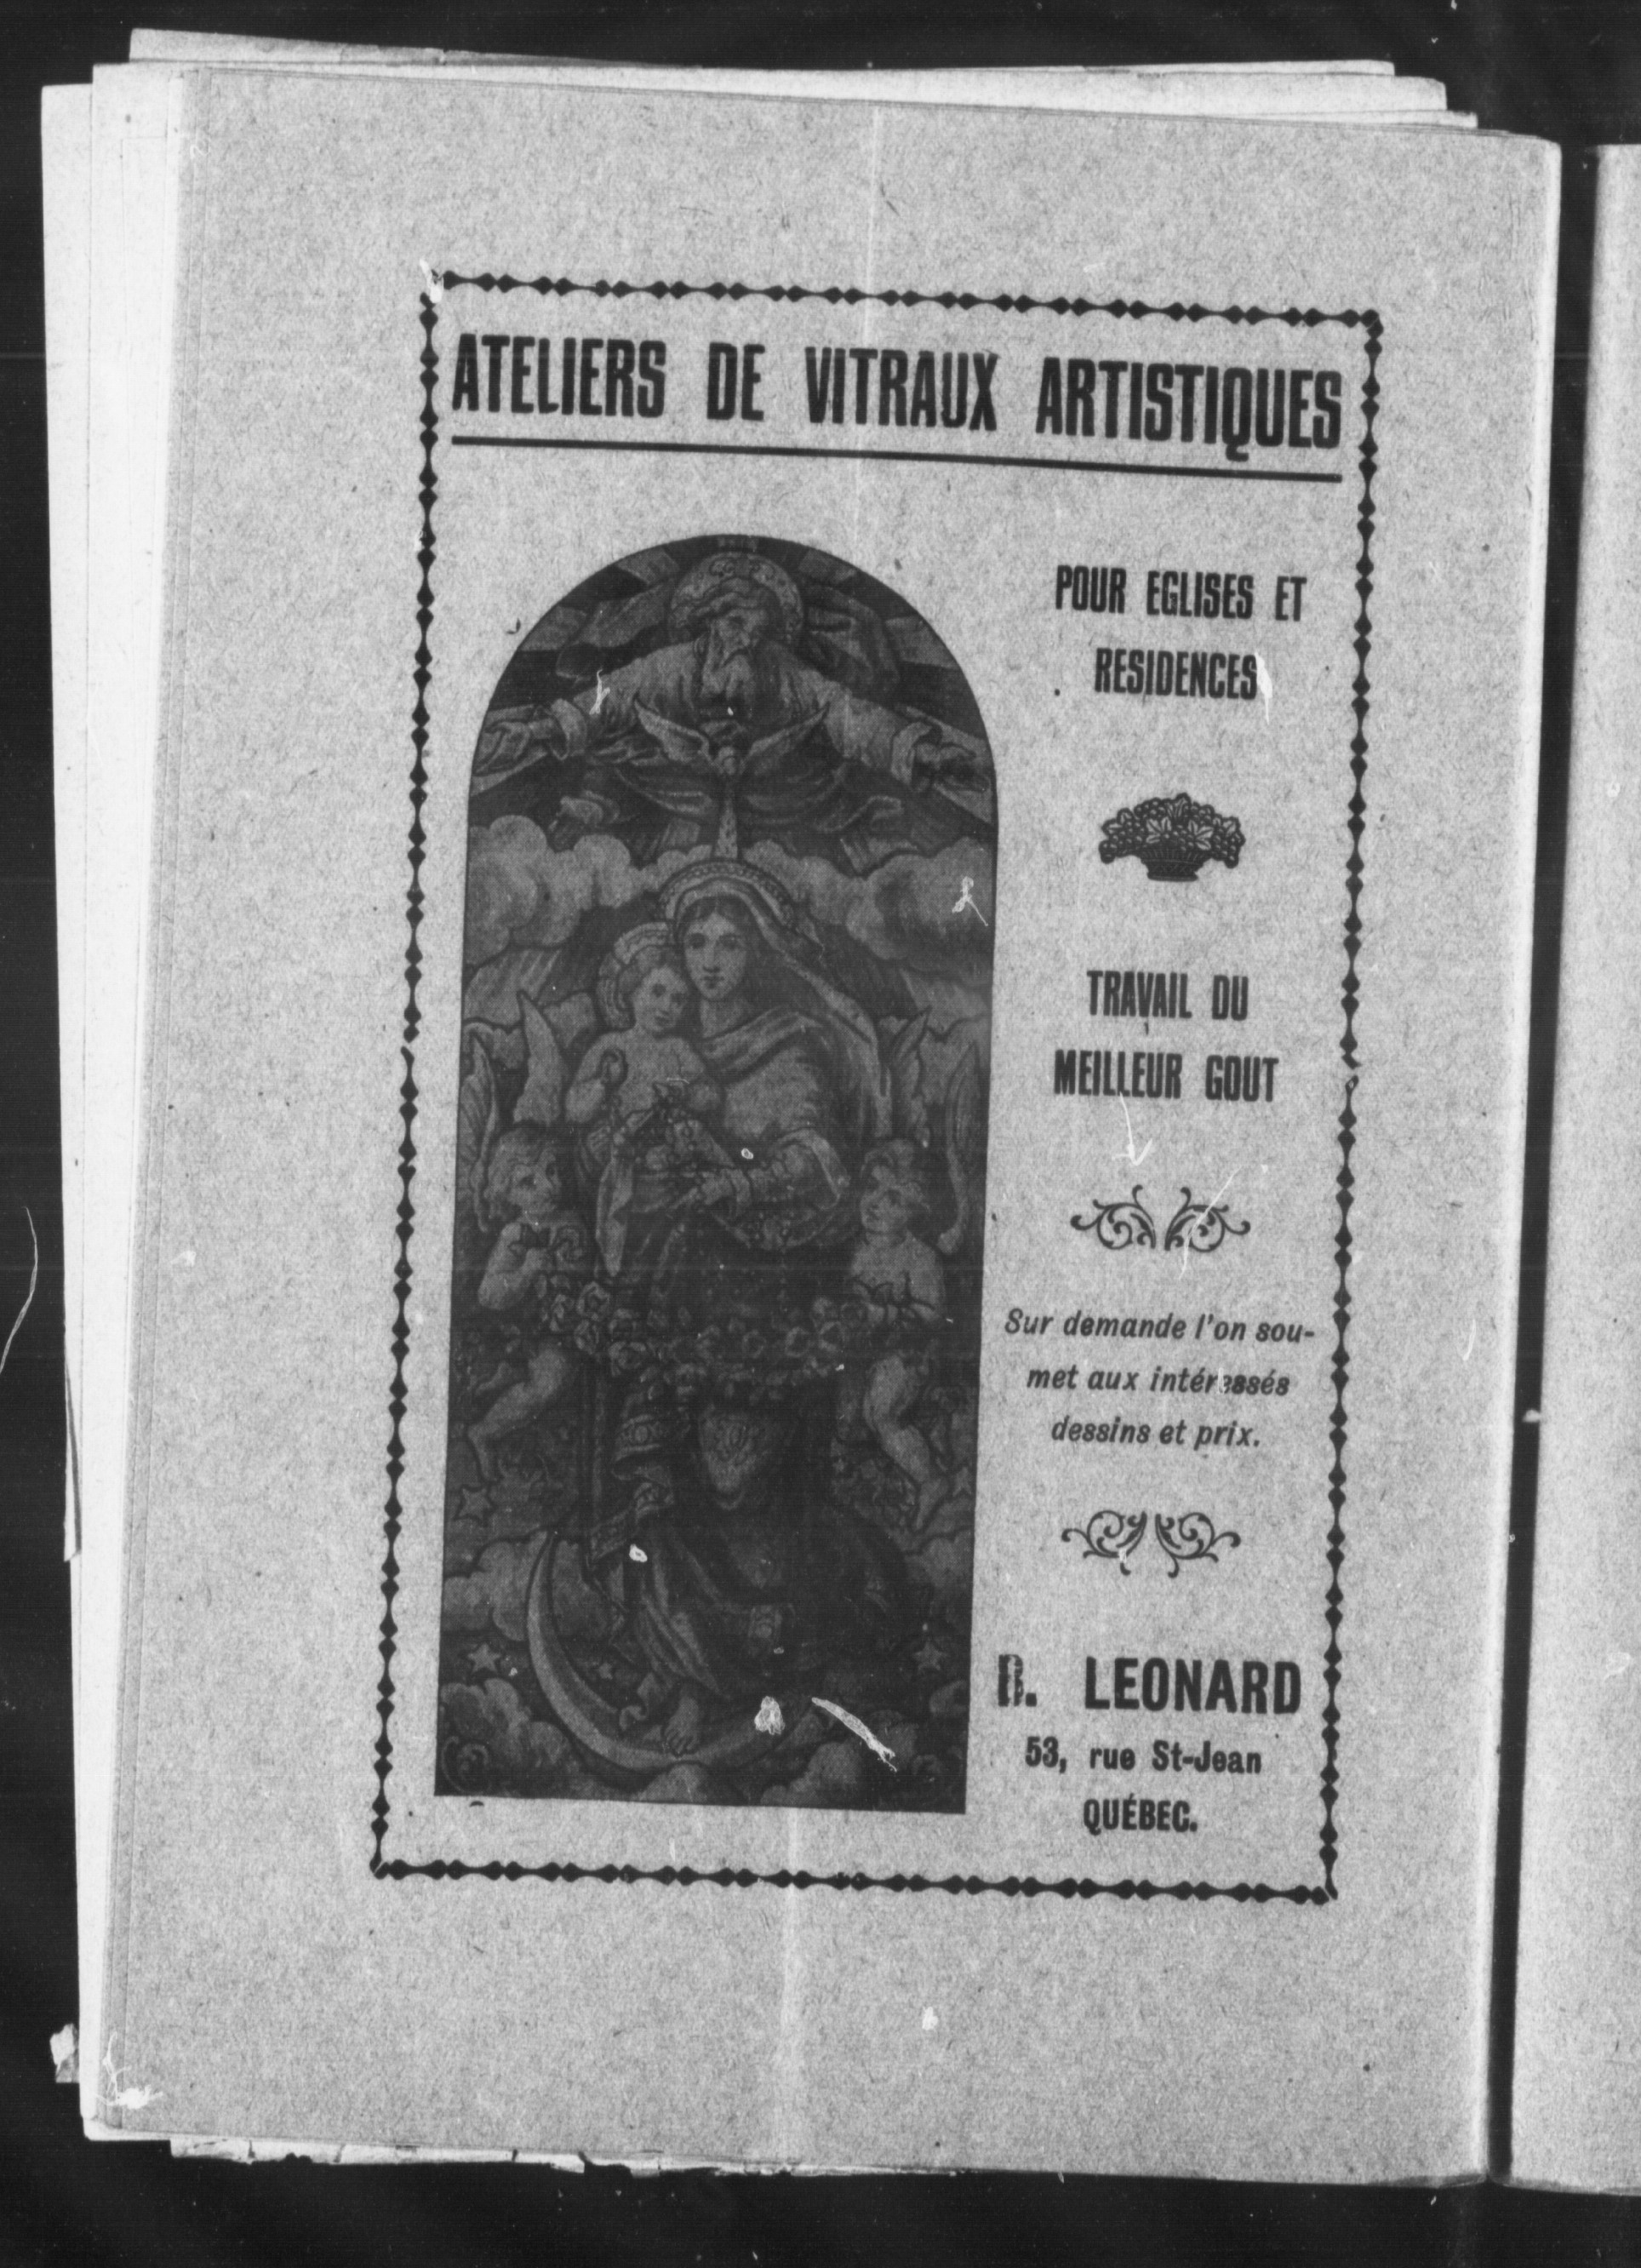 ATELIERS DE VITRAUX ARTISTIQUES
POUR EGLISES ET
RESIDENCES
TRAVAIL DU
MEILLEUR GOUT
Sur demande l'on sou-
met aux intéressés
dessins et prix.
B. LEONARD
53, rue St-Jean
QUÉBEC.